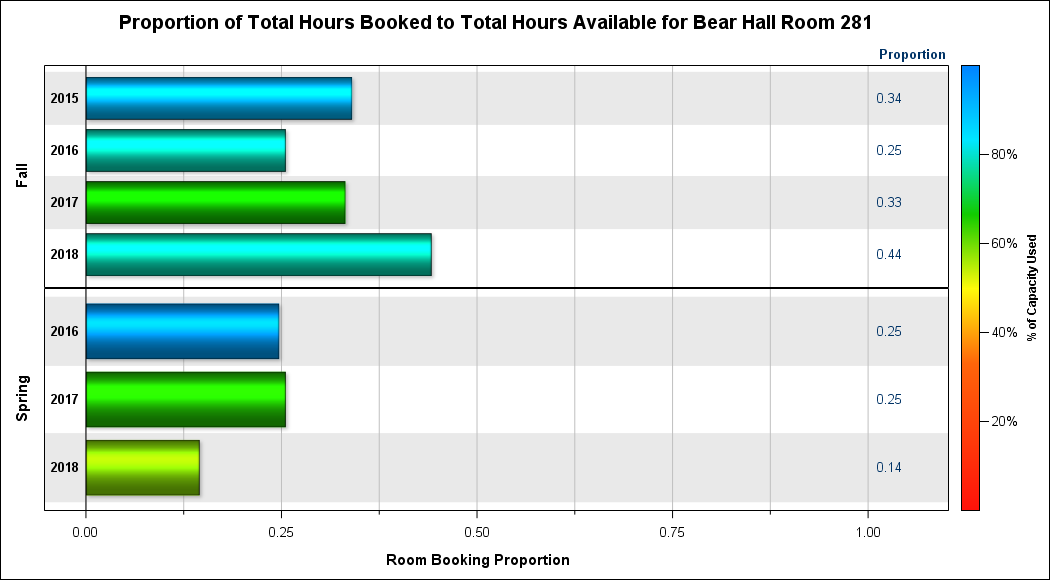 Proportion of Total Hours Booked to Total Hours Available for Bear Hall Room 281
Proportion
Fall
2015 0.34
2016 0.25
2017 0.33
2018 0.44
Spring
2016 0.25
2017 0.25
2018 0.14
0.00 0.25 0.50 0.75 1.00
Room Booking Proportion
80%
60%
40%
20%
% of Capacity Used